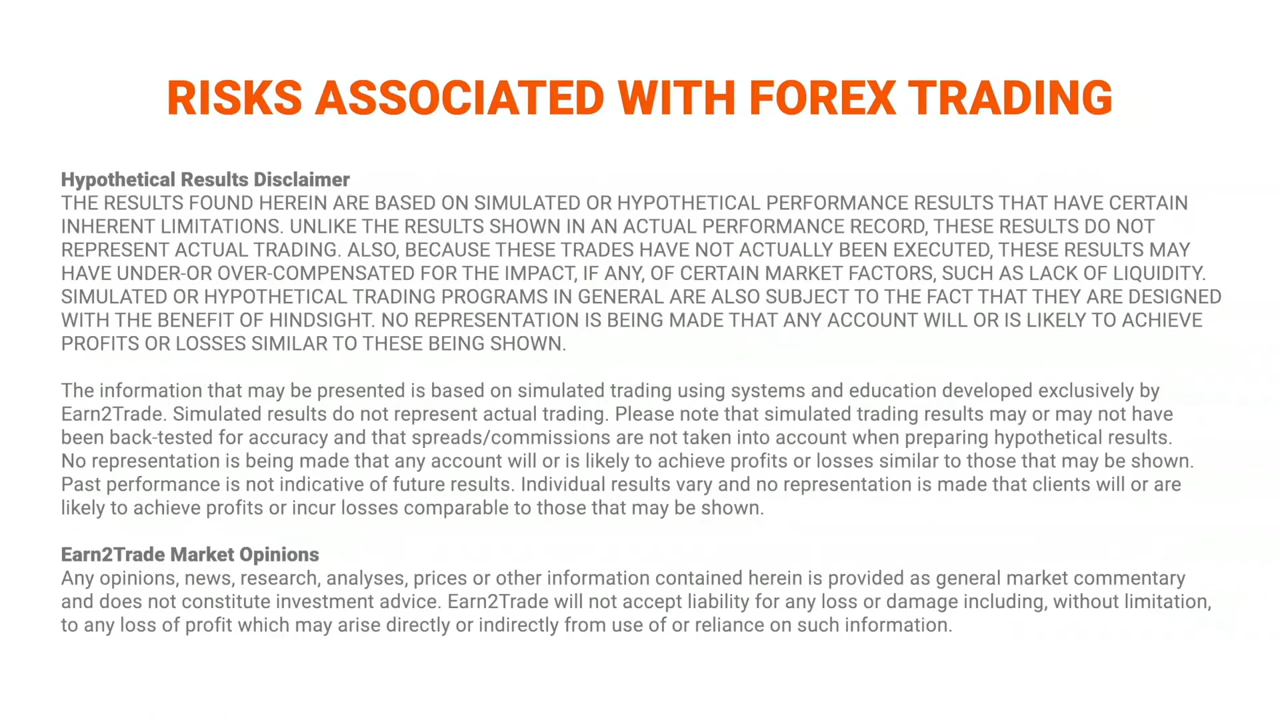 RISKS ASSOCIATED WITH FOREX TRADING
Hypothetical Results Disclaimer
THE RESULTS FOUND HEREIN ARE BASED ON SIMULATED OR HYPOTHETICAL PERFORMANCE RESULTS THAT HAVE CERTAIN
INHERENT LIMITATIONS. UNLIKE THE RESULTS SHOWN IN AN ACTUAL PERFORMANCE RECORD, THESE RESULTS DO NOT
REPRESENT ACTUAL TRADING. ALSO, BECAUSE THESE TRADES HAVE NOT ACTUALLY BEEN EXECUTED, THESE RESULTS MAY
HAVE UNDER-OR OVER-COMPENSATED FOR THE IMPACT, IF ANY, OF CERTAIN MARKET FACTORS, SUCH AS LACK OF LIQUIDITY.
SIMULATED OR HYPOTHETICAL TRADING PROGRAMS IN GENERAL ARE ALSO SUBJECT TO THE FACT THAT THEY ARE DESIGNED
WITH THE BENEFIT OF HINDSIGHT. NO REPRESENTATION IS BEING MADE THAT ANY ACCOUNT WILL OR IS LIKELY TO ACHIEVE
PROFITS OR LOSSES SIMILAR TO THESE BEING SHOWN.
The information that may be presented is based on simulated trading using systems and education developed exclusively by
Earn2Trade. Simulated results do not represent actual trading. Please note that simulated trading results may or may not have
been back-tested for accuracy and that spreads/commissions are not taken into account when preparing hypothetical results.
No representation is being made that any account will or is likely to achieve profits or losses similar to those that may be shown.
Past performance is not indicative of future results. Individual results vary and no representation is made that clients will or are
likely to achieve profits or incur losses comparable to those that may be shown.
Earn2Trade Market Opinions
Any opinions, news, research, analyses, prices or other information contained herein is provided as general market commentary
and does not constitute investment advice. Earn2Trade will not accept liability for any loss or damage including, without limitation,
to any loss of profit which may arise directly or indirectly from use of or reliance on such information.